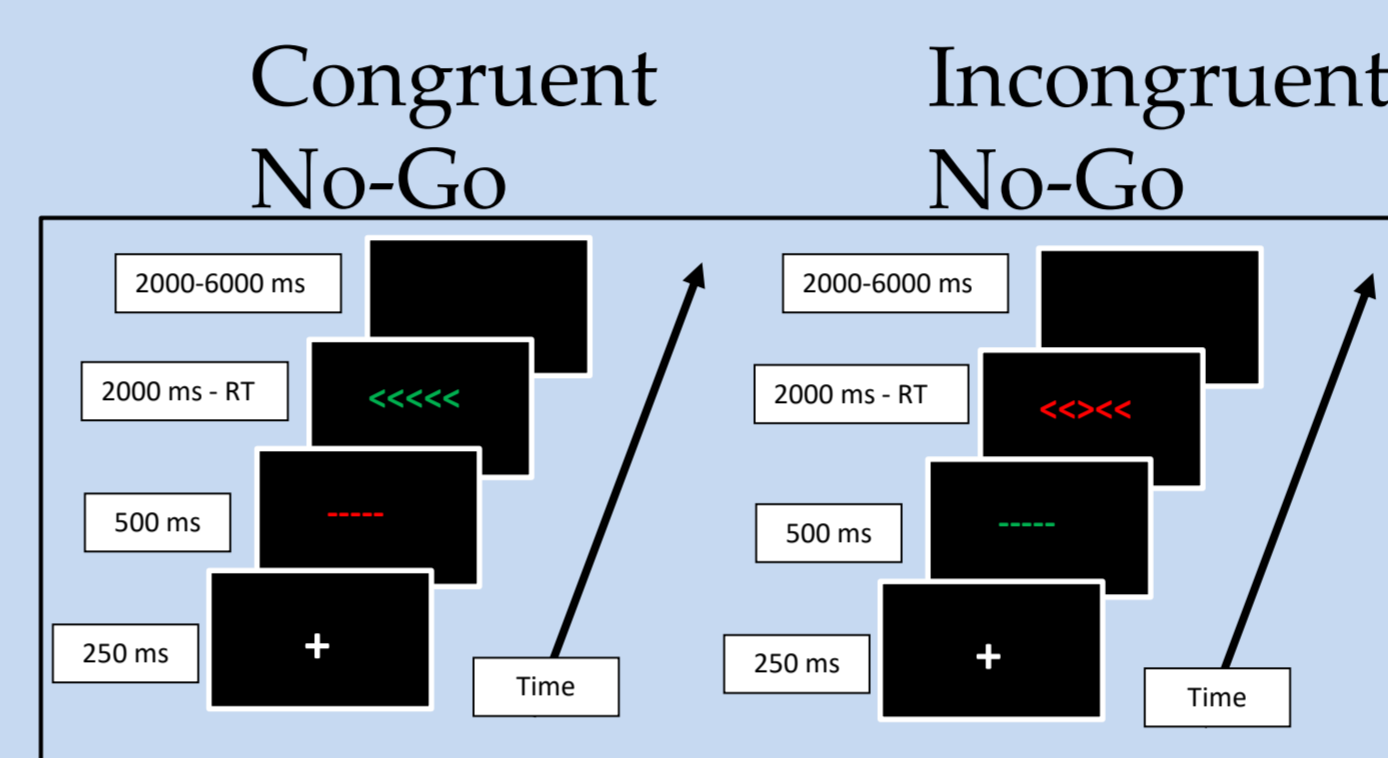 Congruent
No-Go
2000-6000 ms
2000 ms - RT
<<<<<
500 ms
-----
250 ms
+
Time
Incongruent
No-Go
2000-6000 ms
2000 ms - RT
<<><<
500 ms
-----
250 ms
+
Time